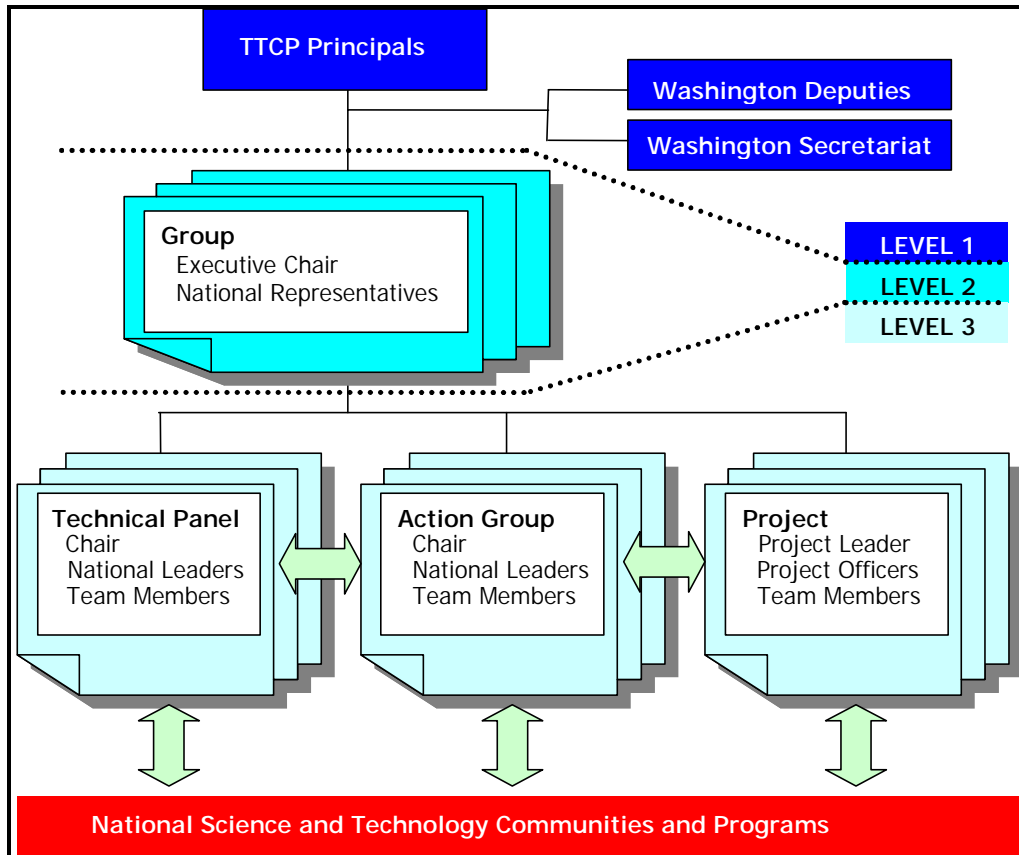 TTCP Principals
Washington Deputies
Washington Secretariat
Group
Executive Chair
National Representatives
LEVEL 1
LEVEL 2
LEVEL 3
Technical Panel
Chair
National Leaders
Team Members
Action Group
Chair
National Leaders
Team Members
Project
Project Leader
Project Officers
Team Members
National Science and Technology Communities and Programs